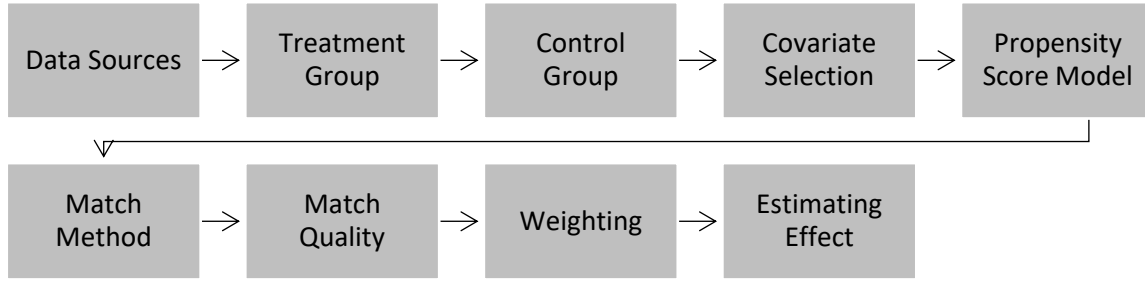 Data Sources
Treatment
Group
Control
Group
Covariate
Selection
Propensity
Score Model
Match
Method
Match
Quality
Weighting
Estimating
Effect